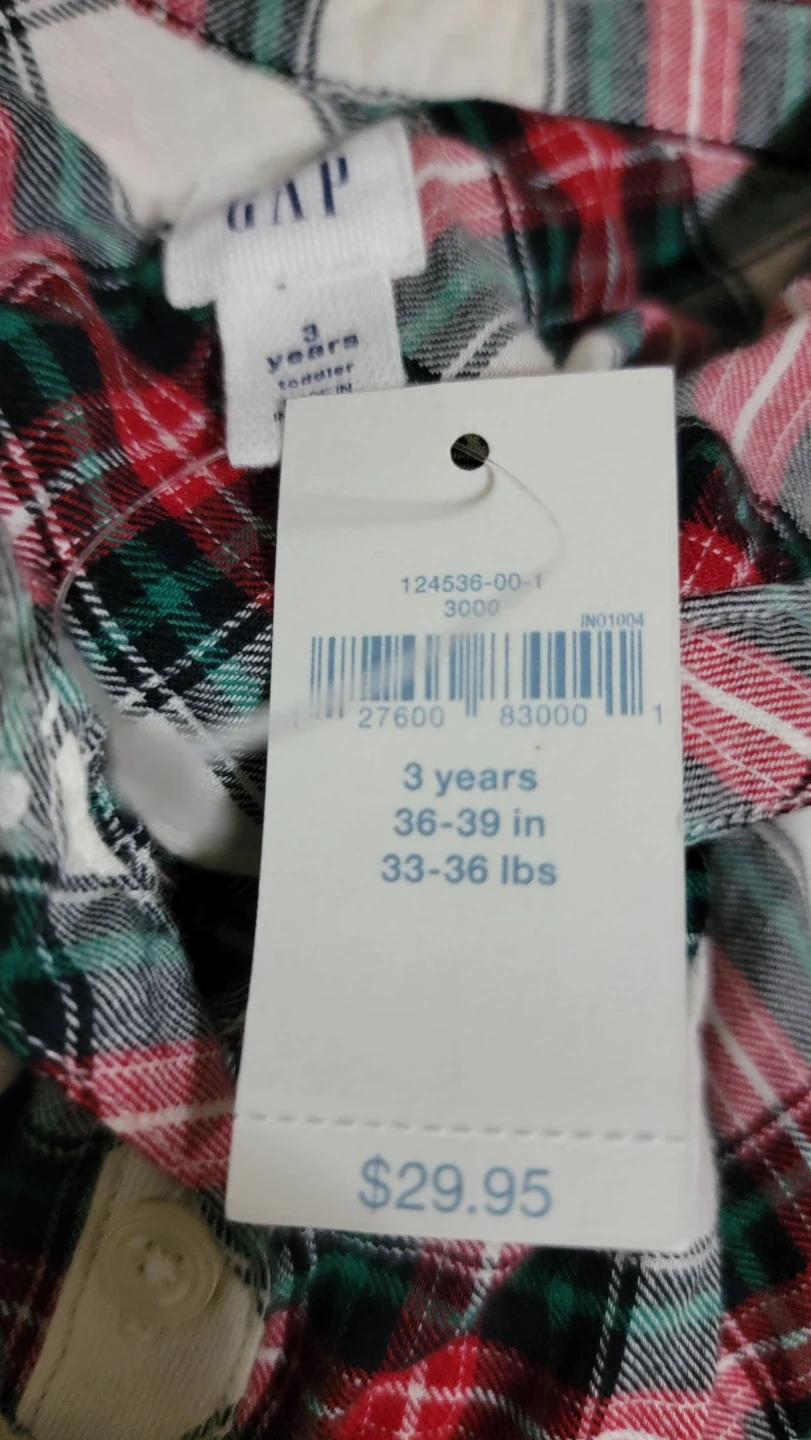 GAP
3
years
toddler
124536-00-1
3000
IN01004
27600 83000 1
3 years
36-39 in
33-36 lbs
$29.95